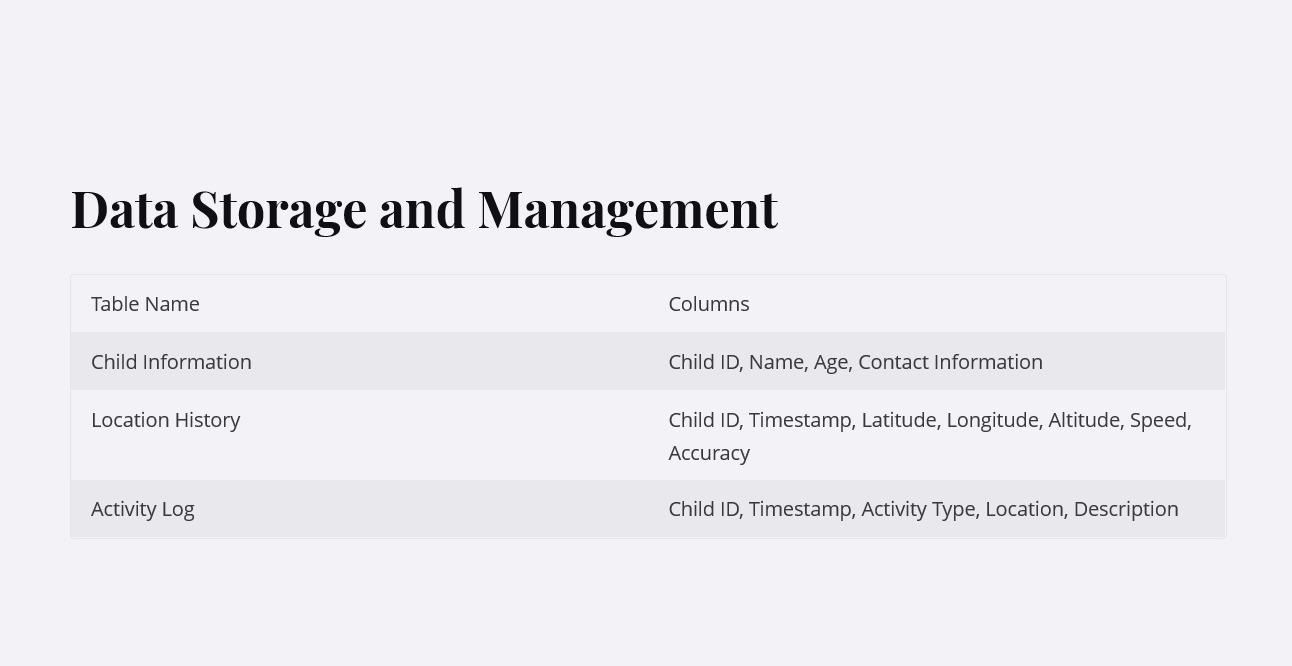 Data Storage and Management
Table Name
Columns
Child Information
Child ID, Name, Age, Contact Information
Location History
Child ID, Timestamp, Latitude, Longitude, Altitude, Speed,
Accuracy
Activity Log
Child ID, Timestamp, Activity Type, Location, Description